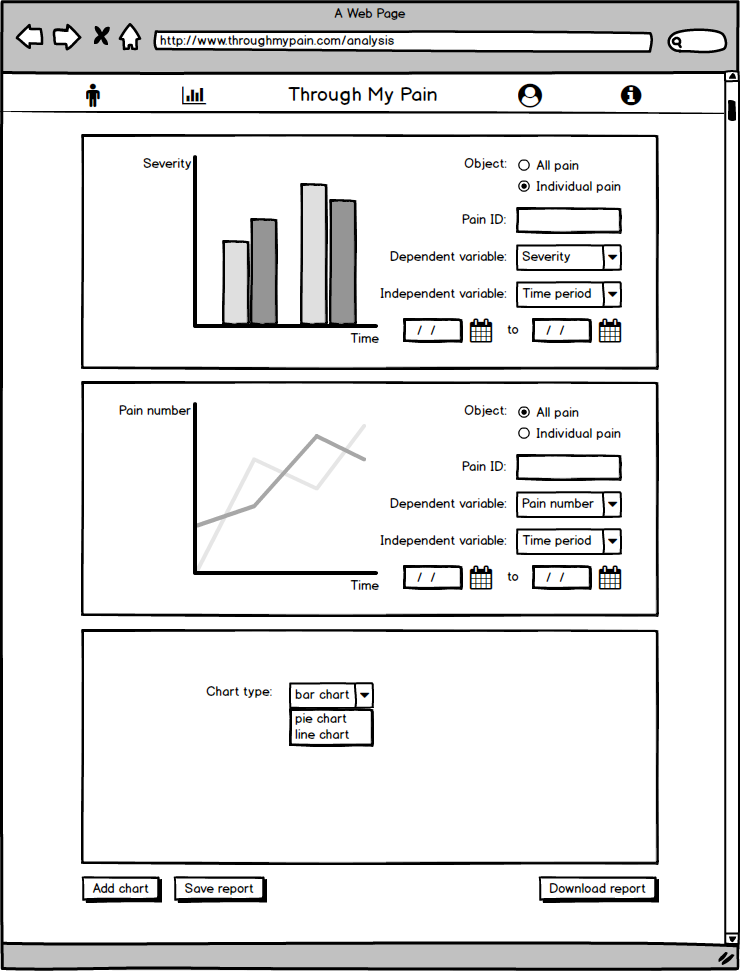 A Web Page
http://www.throughmypain.com/analysis
Through My Pain
Severity
Time
Object:
All pain
Individual pain
Pain ID:
Dependent variable: Severity
Independent variable: Time period
/ / to / /
Pain number
Time
Object:
All pain
Individual pain
Pain ID:
Dependent variable: Pain number
Independent variable: Time period
/ / to / /
Chart type: bar chart
pie chart
line chart
Add chart Save report Download report